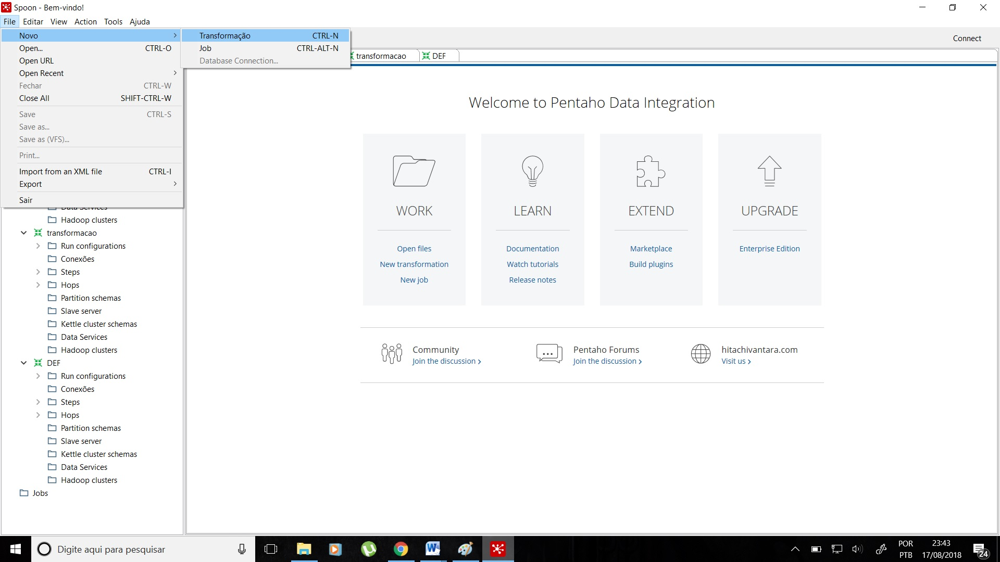 Spoon - Bem-vindo!
File Editar View Action Tools Ajuda
Novo
Open... CTRL-O
Open URL
Open Recent
Fechar CTRL-W
Close All SHIFT-CTRL-W
Save CTRL-S
Save as...
Save as (VFS)...
Print...
Import from an XML file CTRL-I
Export
Sair
Transformação CTRL-N
Job CTRL-ALT-N
Database Connection...
Connect
transformacao DEF
Data Services
Hadoop clusters
transformacao
Run configurations
Conexões
Steps
Hops
Partition schemas
Slave server
Kettle cluster schemas
Data Services
Hadoop clusters
DEF
Run configurations
Conexões
Steps
Hops
Partition schemas
Slave server
Kettle cluster schemas
Data Services
Hadoop clusters
Jobs
Welcome to Pentaho Data Integration
WORK
Open files
New transformation
New job
LEARN
Documentation
Watch tutorials
Release notes
EXTEND
Marketplace
Build plugins
UPGRADE
Enterprise Edition
Community
Join the discussion ›
Pentaho Forums
Join the discussion ›
hitachivantara.com
Visit us ›
Digite aqui para pesquisar
POR
PTB
23:43
17/08/2018
24